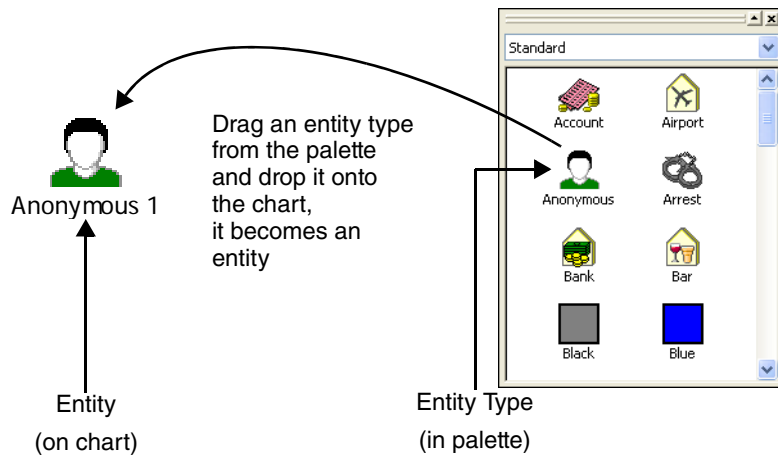 Standard
Account
Airport
Drag an entity type
from the palette
and drop it onto
the chart,
it becomes an
entity
Anonymous 1
Anonymous
Arrest
Bank
Bar
Black
Blue
Entity
(on chart)
Entity Type
(in palette)